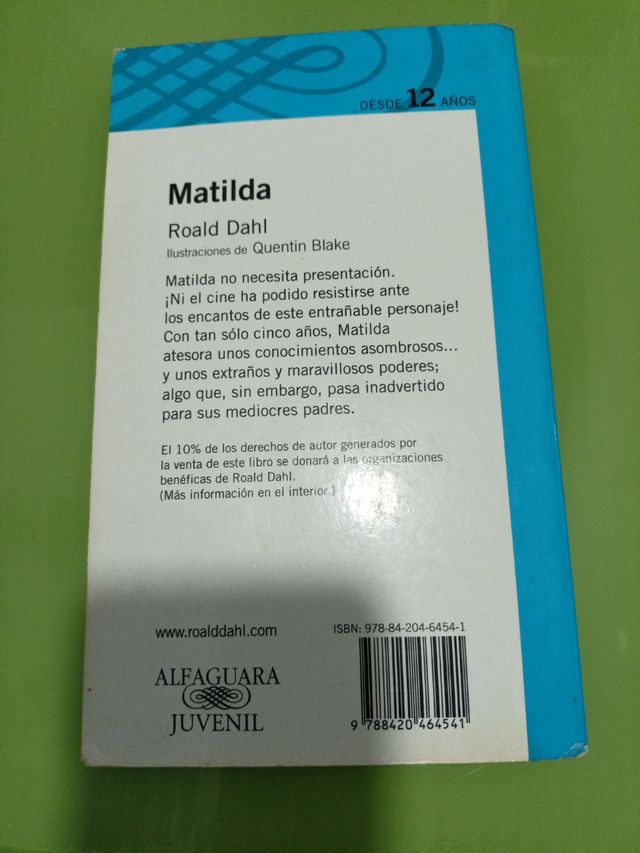 DESDE 12 AÑOS
Matilda
Roald Dahl
Ilustraciones de Quentin Blake
Matilda no necesita presentación.
¡Ni el cine ha podido resistirse ante
los encantos de este entrañable personaje!
Con tan sólo cinco años, Matilda
atesora unos conocimientos asombrosos...
y unos extraños y maravillosos poderes;
algo que, sin embargo, pasa inadvertido
para sus mediocres padres.
El 10% de los derechos de autor generados por
la venta de este libro se donará a las organizaciones
benéficas de Roald Dahl.
(Más información en el interior.)
www.roalddahl.com
ISBN: 978-84-204-6454-1
ALFAGUARA
JUVENIL
9 788420 464541